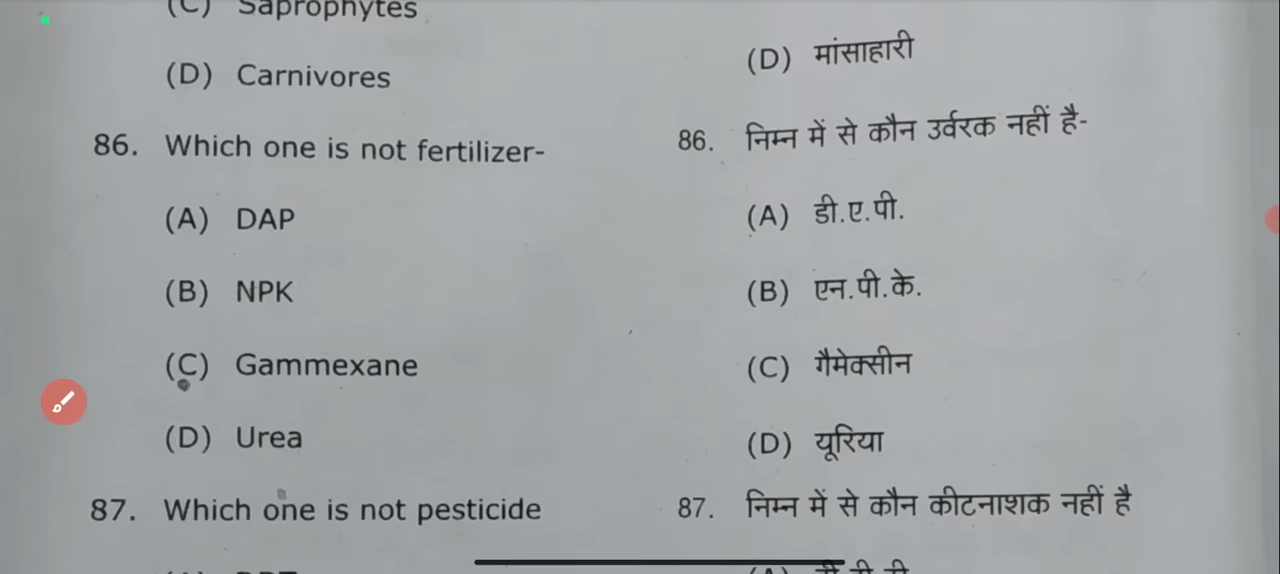 (C) Saprophytes
(D) Carnivores
86. Which one is not fertilizer-
(A) DAP
(B) NPK
(C) Gammexane
(D) Urea
87. Which one is not pesticide
(D) मांसाहारी
86. निम्न में से कौन उर्वरक नहीं है-
(A) डी.ए.पी.
(B) एन.पी.के.
(C) गैमेक्सीन
(D) यूरिया
87. निम्न में से कौन कीटनाशक नहीं है